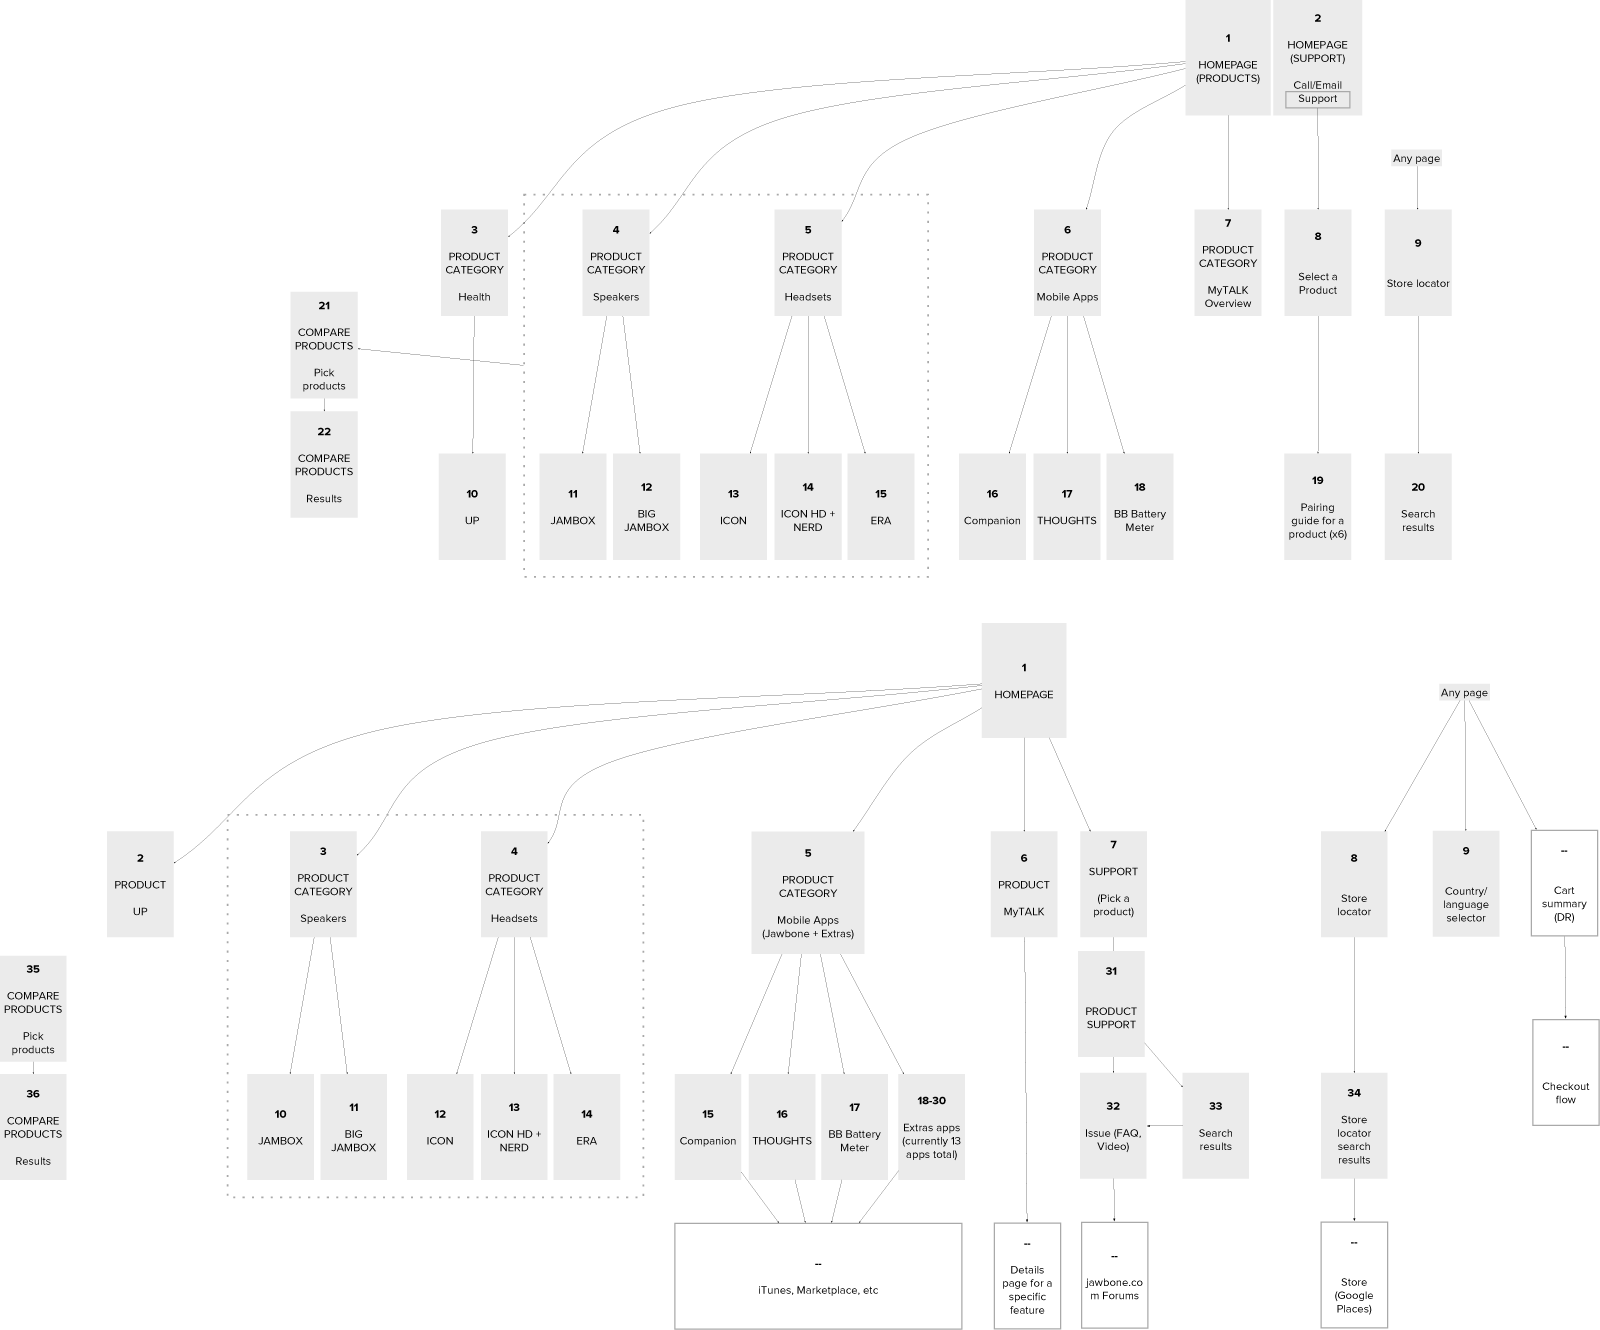 1
HOMEPAGE
(PRODUCTS)
2
HOMEPAGE
(SUPPORT)
Call/Email
Support
Any page
3
PRODUCT
CATEGORY
Health
4
PRODUCT
CATEGORY
Speakers
5
PRODUCT
CATEGORY
Headsets
6
PRODUCT
CATEGORY
Mobile Apps
7
PRODUCT
CATEGORY
MyTALK
Overview
8
Select a
Product
9
Store locator
21
COMPARE
PRODUCTS
Pick
products
22
COMPARE
PRODUCTS
Results
10
UP
11
JAMBOX
12
BIG
JAMBOX
13
ICON
14
ICON HD +
NERD
15
ERA
16
Companion
17
THOUGHTS
18
BB Battery
Meter
19
Pairing
guide for a
product (x6)
20
Search
results
1
HOMEPAGE
Any page
2
PRODUCT
UP
3
PRODUCT
CATEGORY
Speakers
4
PRODUCT
CATEGORY
Headsets
5
PRODUCT
CATEGORY
Mobile Apps
(Jawbone + Extras)
6
PRODUCT
MyTALK
7
SUPPORT
(Pick a
product)
8
Store
locator
9
Country/
language
selector
--
Cart
summary
(DR)
35
COMPARE
PRODUCTS
Pick
products
36
COMPARE
PRODUCTS
Results
31
PRODUCT
SUPPORT
--
Checkout
flow
10
JAMBOX
11
BIG
JAMBOX
12
ICON
13
ICON HD +
NERD
14
ERA
15
Companion
16
THOUGHTS
17
BB Battery
Meter
18-30
Extras apps
(currently 13
apps total)
32
Issue (FAQ,
Video)
33
Search
results
34
Store
locator
search
results
--
iTunes, Marketplace, etc
--
Details
page for a
specific
feature
--
jawbone.co
m Forums
--
Store
(Google
Places)